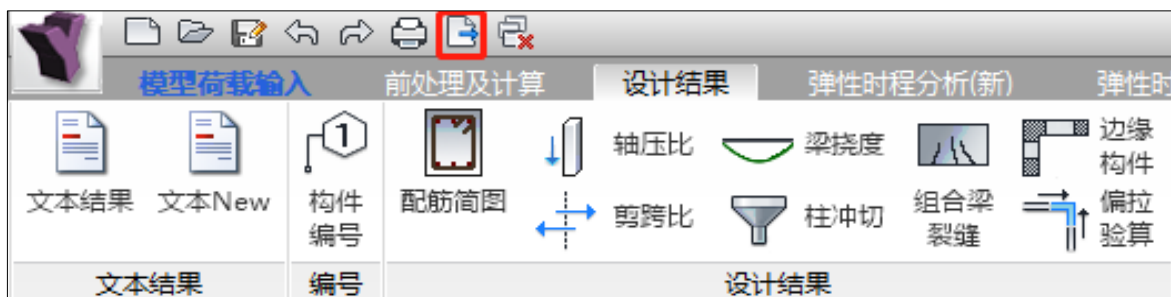 模型荷载输入 前处理及计算 设计结果 弹性时程分析(新) 弹性时
文本结果 文本New 构件编号 配筋简图 轴压比 剪跨比 梁挠度 柱冲切 组合梁裂缝 边缘构件 偏拉验算
文本结果 编号 设计结果